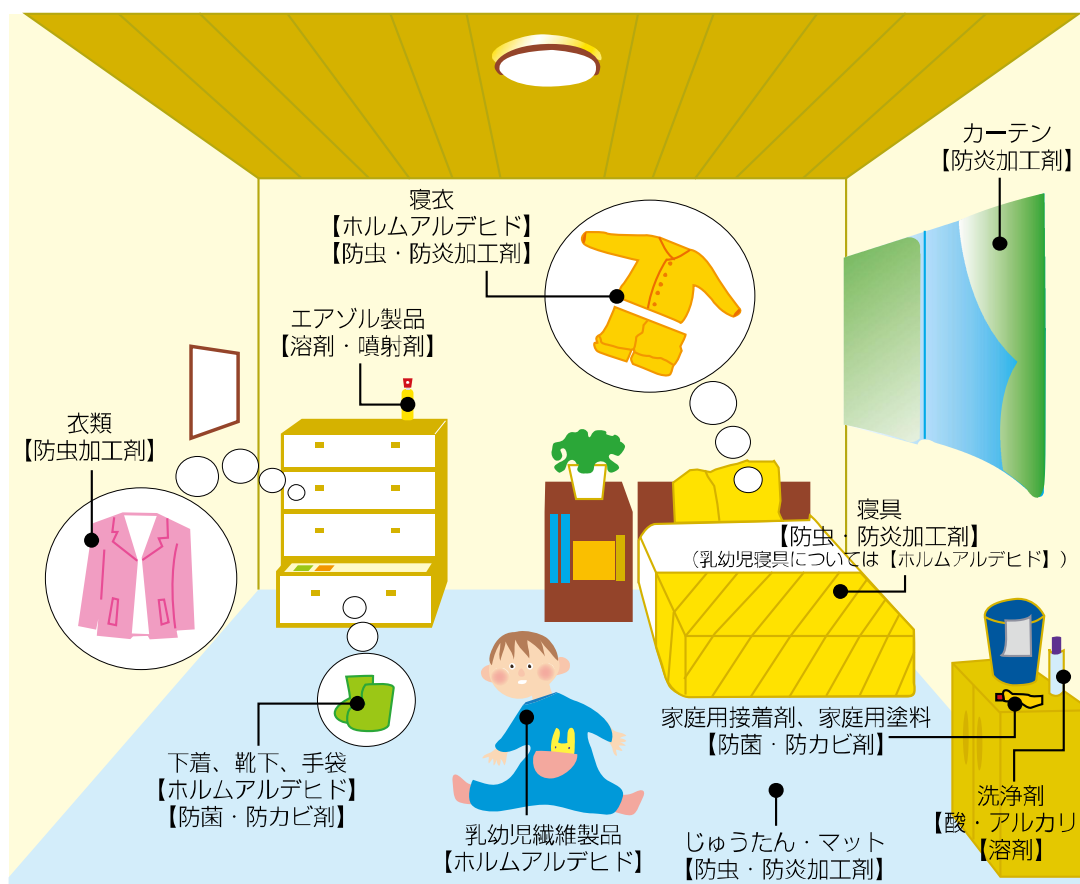 カーテン
【防炎加工剤】
寝衣
【ホルムアルデヒド】
【防虫・防炎加工剤】
エアゾル製品
【溶剤・噴射剤】
衣類
【防虫加工剤】
寝具
【防虫・防炎加工剤】
（乳幼児寝具については【ホルムアルデヒド】）
家庭用接着剤、家庭用塗料
【防菌・防カビ剤】
下着、靴下、手袋
【ホルムアルデヒド】
【防菌・防カビ剤】
乳幼児繊維製品
【ホルムアルデヒド】
じゅうたん・マット
【防虫・防炎加工剤】
洗浄剤
【酸・アルカリ
【溶剤】